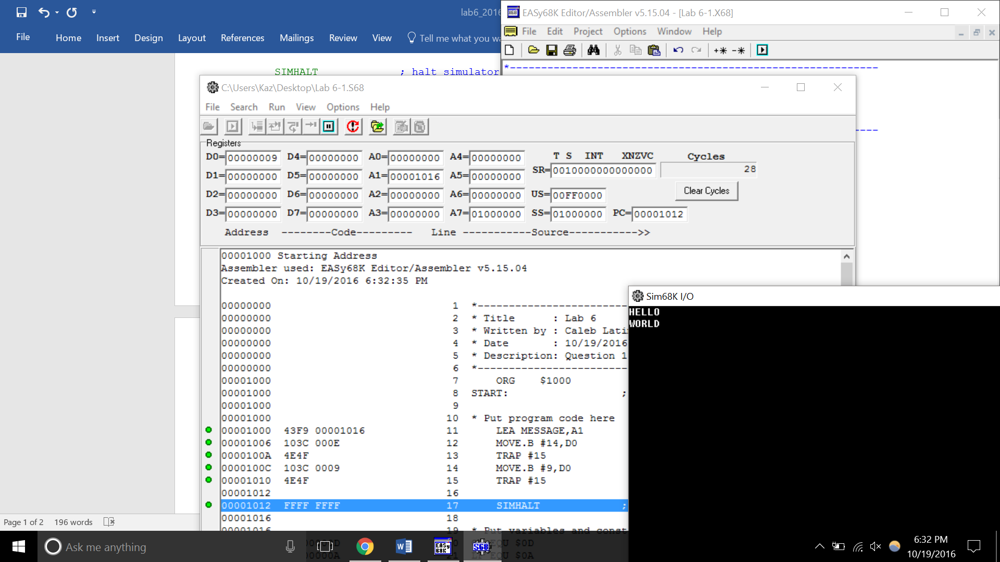 lab6_2016
File Home Insert Design Layout References Mailings Review View Tell me what you wa
SIMHALT ; halt simulator
EASy68K Editor/Assembler v5.15.04 - [Lab 6-1.X68]
File Edit Project Options Window Help
*-----------------------------------------------------------
C:\Users\Kaz\Desktop\Lab 6-1.S68
File Search Run View Options Help
Registers
D0= 00000009 D4= 00000000 A0= 00000000 A4= 00000000 T S INT XNZVC Cycles
D1= 00000000 D5= 00000000 A1= 00001016 A5= 00000000 SR= 0010000000000000 28
D2= 00000000 D6= 00000000 A2= 00000000 A6= 00000000 US= 00FF0000 Clear Cycles
D3= 00000000 D7= 00000000 A3= 00000000 A7= 01000000 SS= 01000000 PC= 00001012
Address --------Code--------- Line -----------Source----------->>
00001000 Starting Address
Assembler used: EASy68K Editor/Assembler v5.15.04
Created On: 10/19/2016 6:32:35 PM
00000000 1 *------------------------
00000000 2 * Title : Lab 6
00000000 3 * Written by : Caleb Lati
00000000 4 * Date : 10/19/2016
00000000 5 * Description: Question 1
00000000 6 *------------------------
00001000 7 ORG $1000
00001000 8 START: ;
00001000 9
00001000 10 * Put program code here
00001000 43F9 00001016 11 LEA MESSAGE,A1
00001006 103C 000E 12 MOVE.B #14,D0
0000100A 4E4F 13 TRAP #15
0000100C 103C 0009 14 MOVE.B #9,D0
00001010 4E4F 15 TRAP #15
00001012 16
00001012 FFFF FFFF 17 SIMHALT ;
00001016 18
00001016 19 * Put variables and const
EQU $0D
EQU $0A
Sim68K I/O
HELLO
WORLD
Page 1 of 2 196 words
Ask me anything
EASy 68K
S68
6:32 PM
10/19/2016